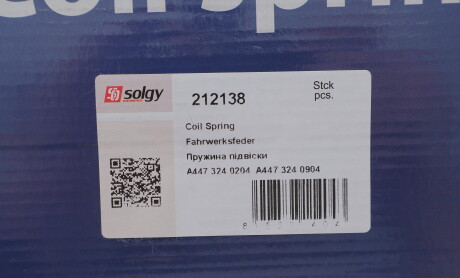 Coil Spring
solgy
212138
Stck
pcs.
Coil Spring
Fahrwerksfeder
Пружина підвіски
A447 324 0204 A447 324 0904